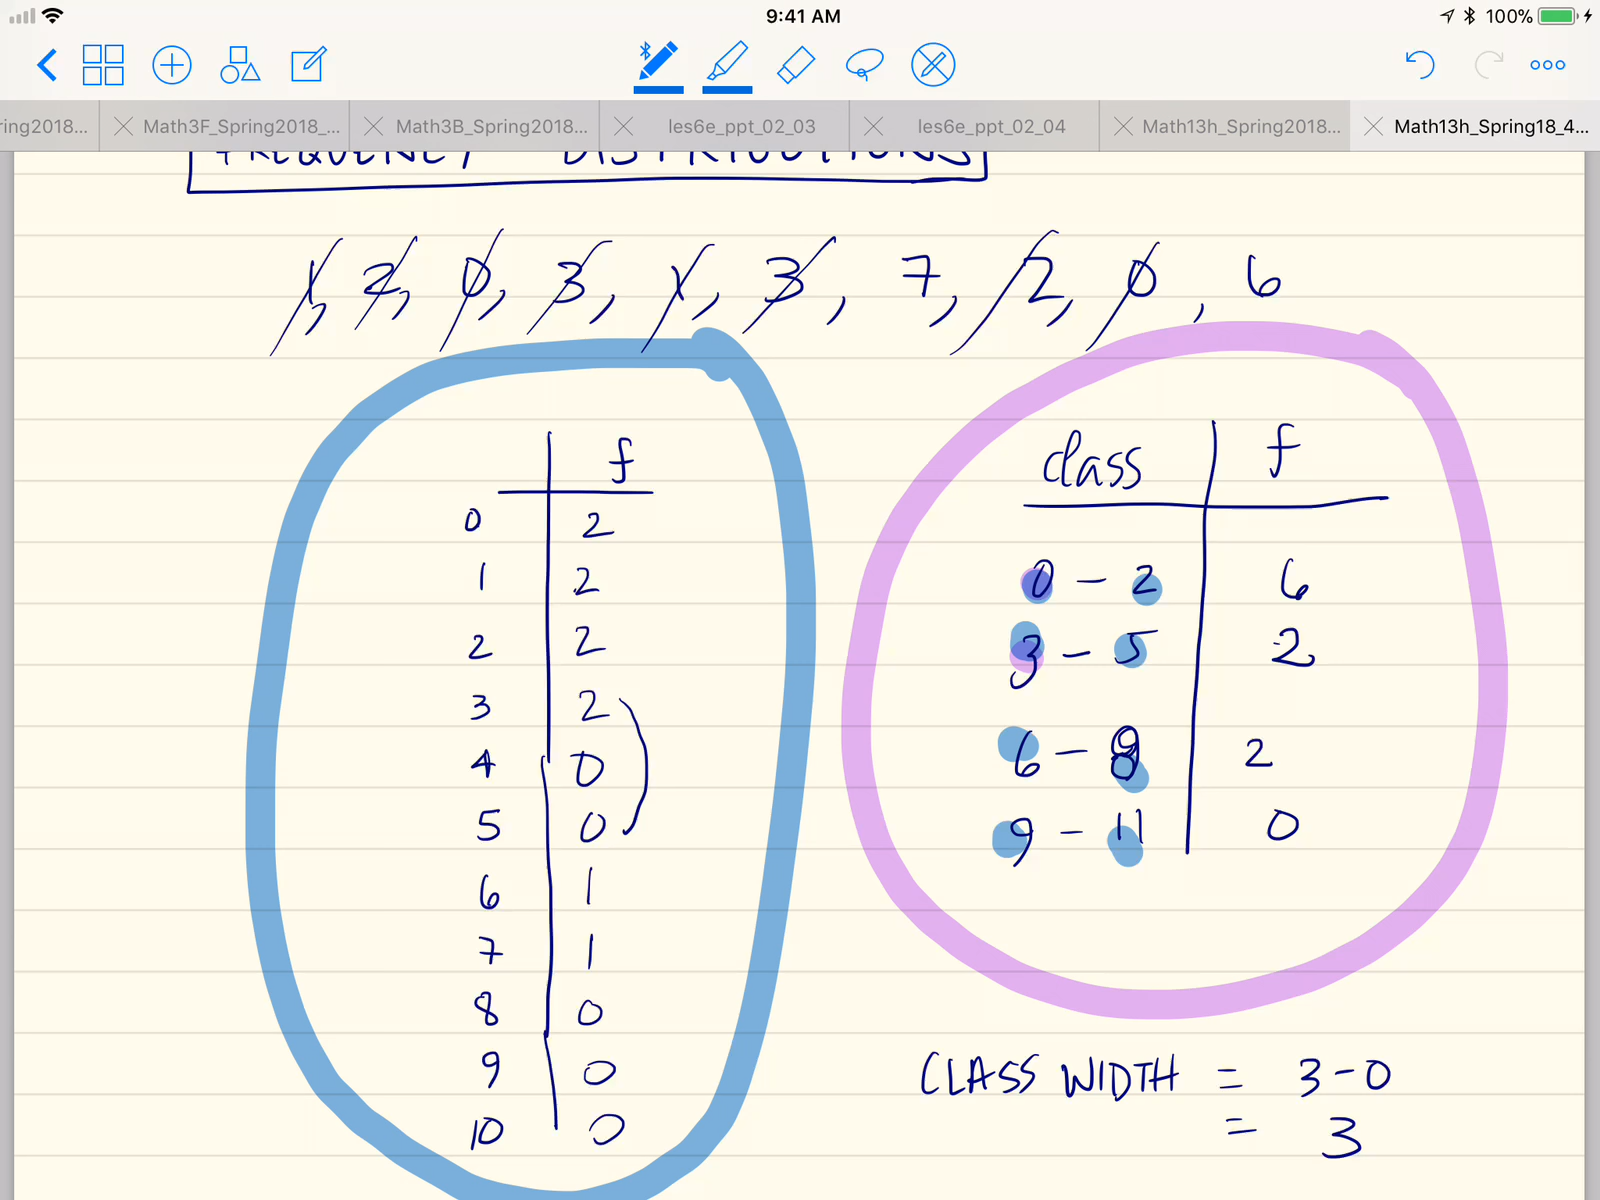 9:41 AM
100%
ring2018...
Math3F_Spring2018_...
Math3B_Spring2018...
les6e_ppt_02_03
les6e_ppt_02_04
Math13h_Spring2018...
Math13h_Spring18_4...
FREQUENCY DISTRIBUTIONS
1, 2, 0, 3, 1, 3, 7, 2, 0, 6
f
0 2
1 2
2 2
3 2
4 0
5 0
6 1
7 1
8 0
9 0
10 0
class f
0 - 2 6
3 - 5 2
6 - 8 2
9 - 11 0
CLASS WIDTH = 3 - 0
= 3